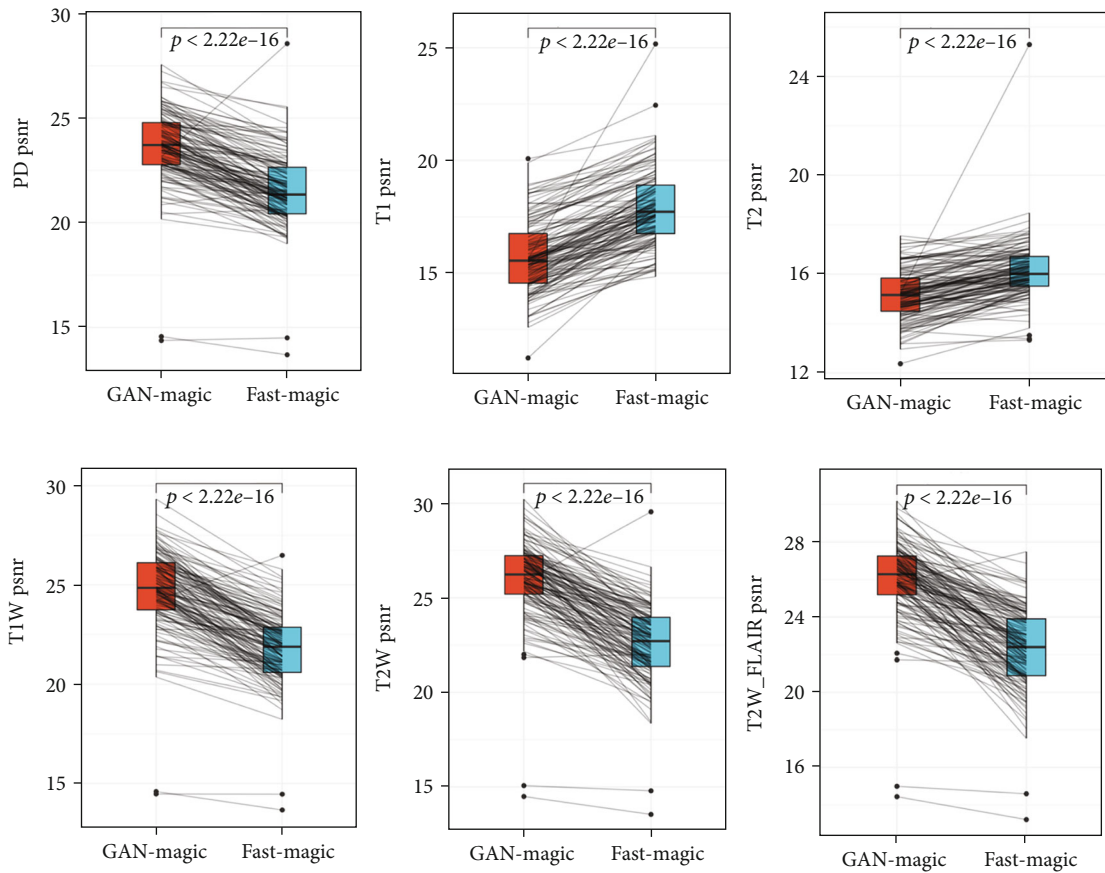 30
25
20
15
PD psnr
p < 2.22e–16
GAN-magic Fast-magic
25
20
15
T1 psnr
p < 2.22e–16
GAN-magic Fast-magic
24
20
16
12
T2 psnr
p < 2.22e–16
GAN-magic Fast-magic
30
25
20
15
T1W psnr
p < 2.22e–16
GAN-magic Fast-magic
30
25
20
15
T2W psnr
p < 2.22e–16
GAN-magic Fast-magic
28
24
20
16
T2W_FLAIR psnr
p < 2.22e–16
GAN-magic Fast-magic